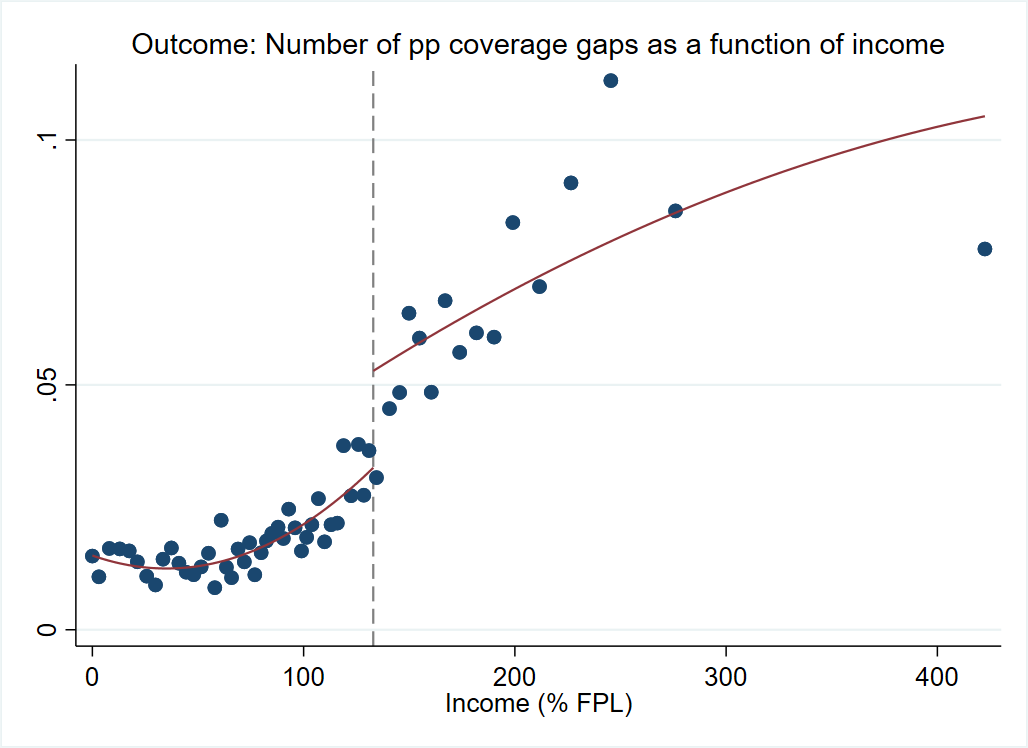 Outcome: Number of pp coverage gaps as a function of income
.1
.05
0
0 100 200 300 400
Income (% FPL)